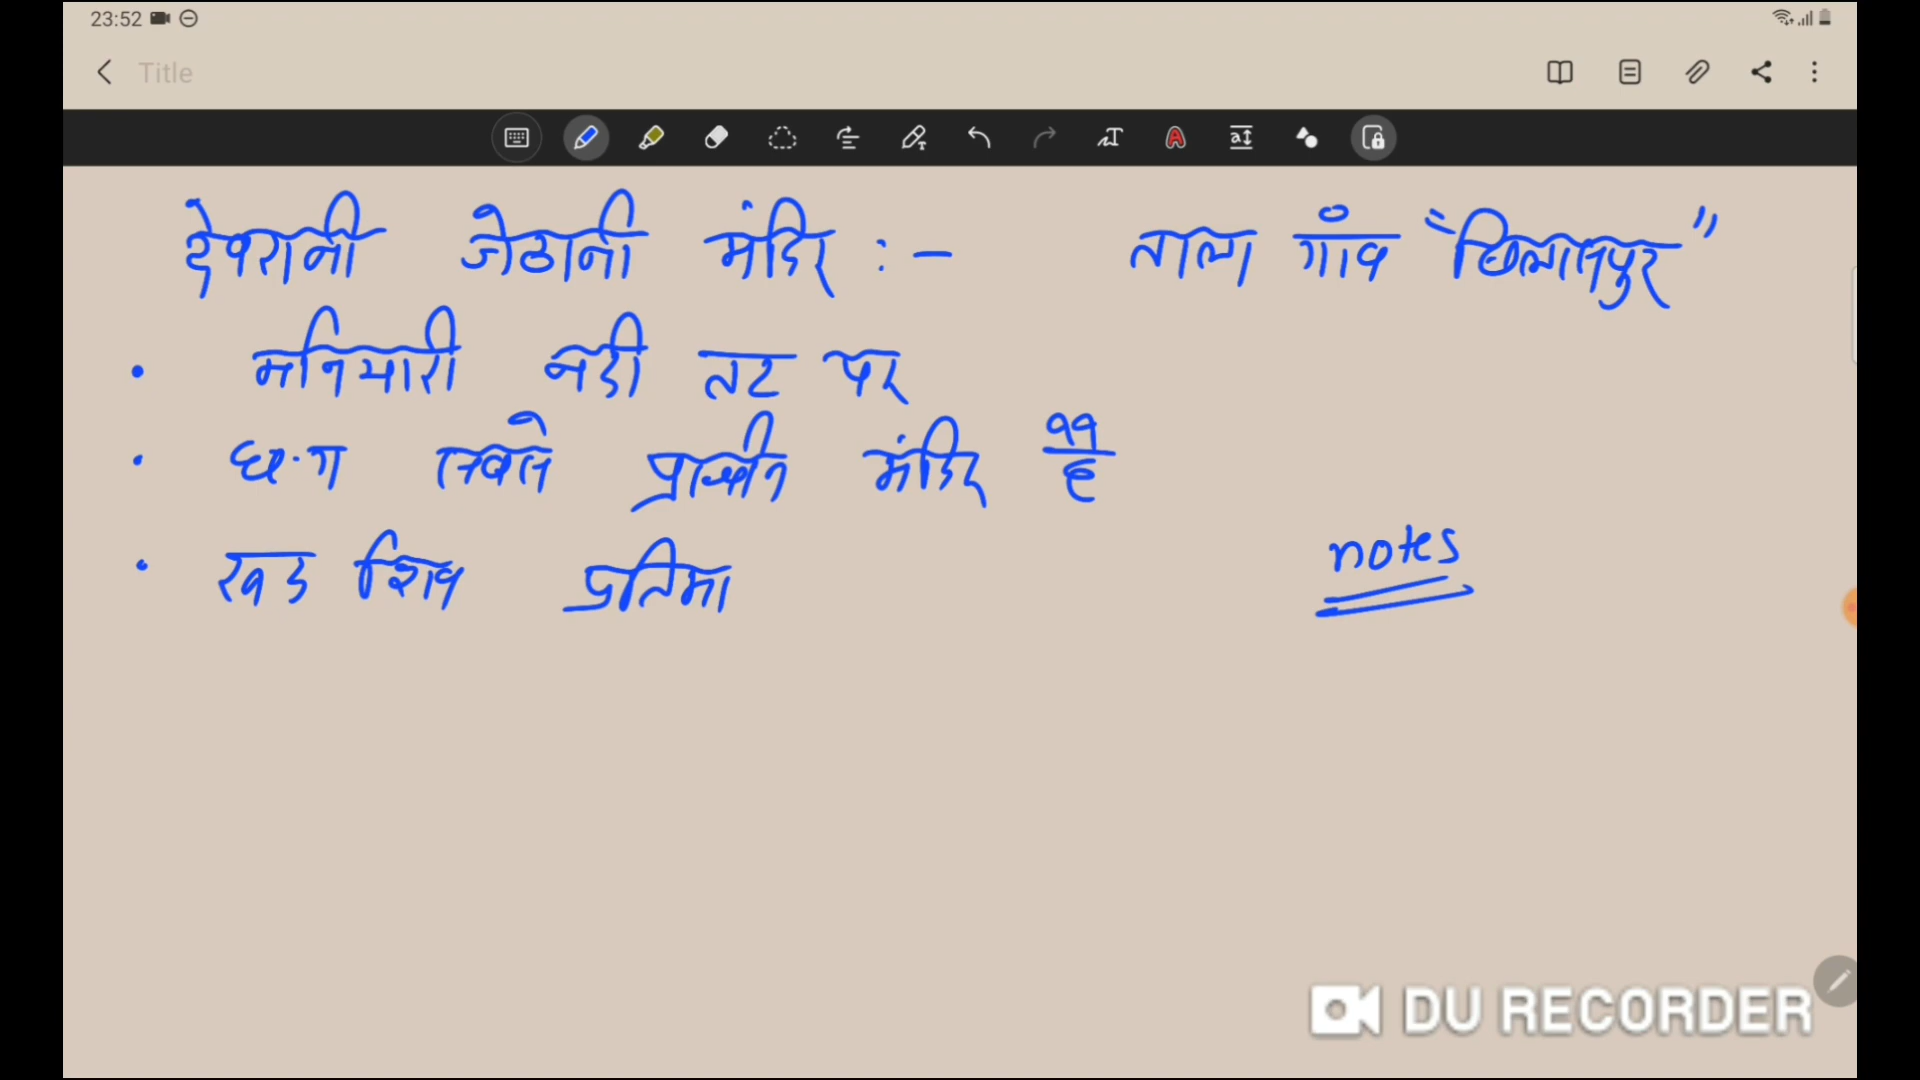 23:52
Title
देवरानी जेठानी मंदिर :- ताला गाँव "बिलासपुर"
• मनियारी नदी तट पर
• छ.ग सबसे प्राचीन मंदिर
• शिव प्रतिमा
notes
DU RECORDER